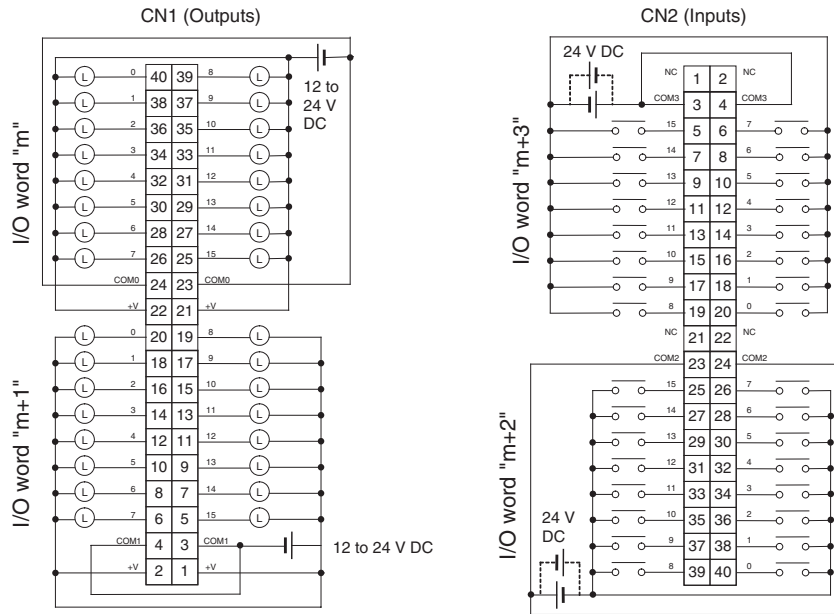 CN1 (Outputs)
I/O word "m"
L 0 40 39 8 L
L 1 38 37 9 L
L 2 36 35 10 L
L 3 34 33 11 L
L 4 32 31 12 L
L 5 30 29 13 L
L 6 28 27 14 L
L 7 26 25 15 L
COM0 24 23 COM0
+V 22 21 +V
12 to
24 V
DC
I/O word "m+1"
L 0 20 19 8 L
L 1 18 17 9 L
L 2 16 15 10 L
L 3 14 13 11 L
L 4 12 11 12 L
L 5 10 9 13 L
L 6 8 7 14 L
L 7 6 5 15 L
COM1 4 3 COM1
12 to 24 V DC
+V 2 1 +V
CN2 (Inputs)
24 V DC
I/O word "m+3"
NC 1 2 NC
COM3 3 4 COM3
15 5 6 7
14 7 8 6
13 9 10 5
12 11 12 4
11 13 14 3
10 15 16 2
9 17 18 1
8 19 20 0
NC 21 22 NC
COM2 23 24 COM2
I/O word "m+2"
15 25 26 7
14 27 28 6
13 29 30 5
12 31 32 4
11 33 34 3
10 35 36 2
9 37 38 1
8 39 40 0
24 V
DC